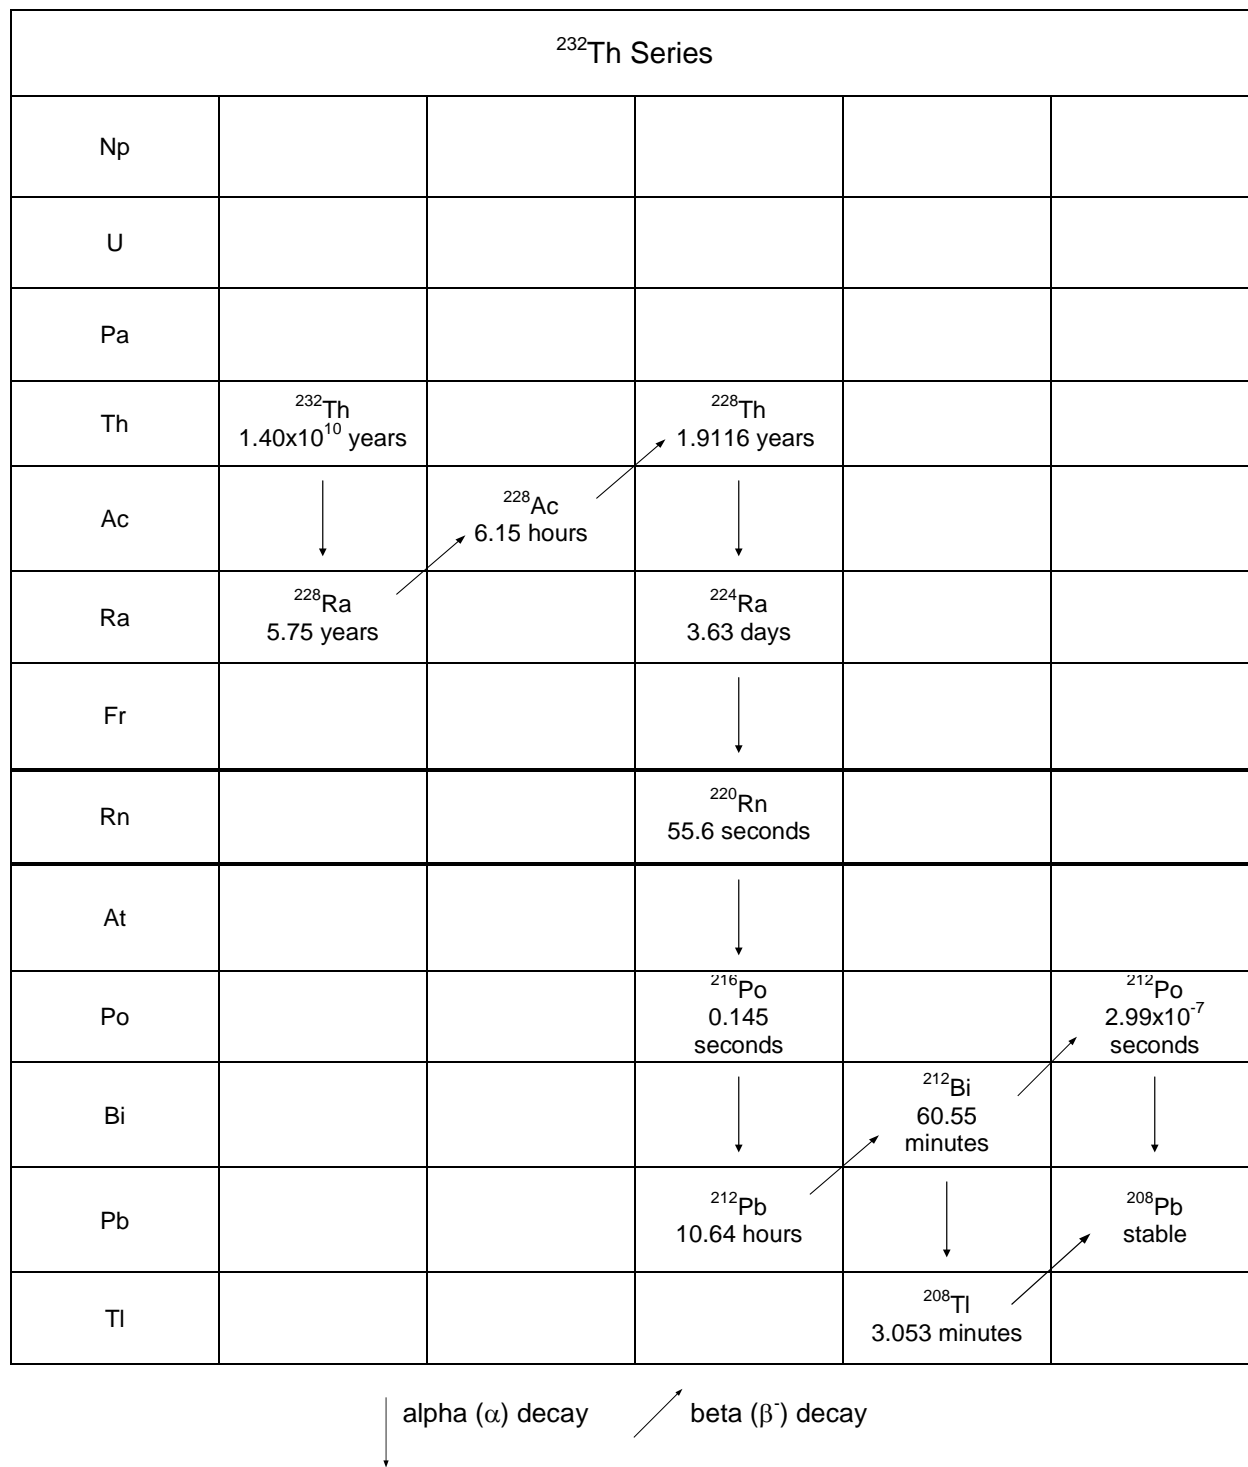 ²³²Th Series
Np
U
Pa
Th
²³²Th
1.40x10¹⁰ years
²²⁸Th
1.9116 years
Ac
²²⁸Ac
6.15 hours
Ra
²²⁸Ra
5.75 years
²²⁴Ra
3.63 days
Fr
Rn
²²⁰Rn
55.6 seconds
At
Po
²¹⁶Po
0.145
seconds
²¹²Po
2.99x10⁻⁷
seconds
Bi
²¹²Bi
60.55
minutes
Pb
²¹²Pb
10.64 hours
²⁰⁸Pb
stable
Tl
²⁰⁸Tl
3.053 minutes
alpha (α) decay
beta (β⁻) decay